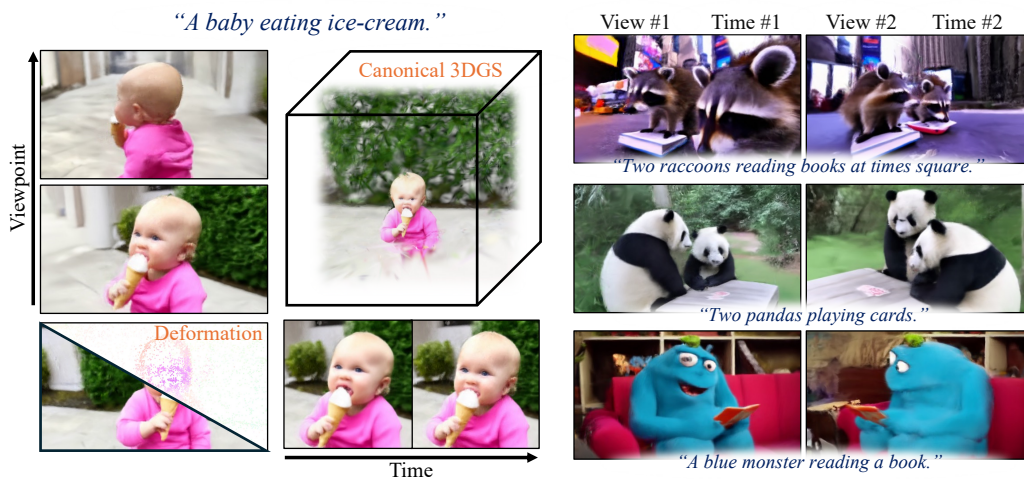 “A baby eating ice-cream.”
Viewpoint
Canonical 3DGS
Deformation
Time
View #1 Time #1 View #2 Time #2
“Two raccoons reading books at times square.”
“Two pandas playing cards.”
“A blue monster reading a book.”